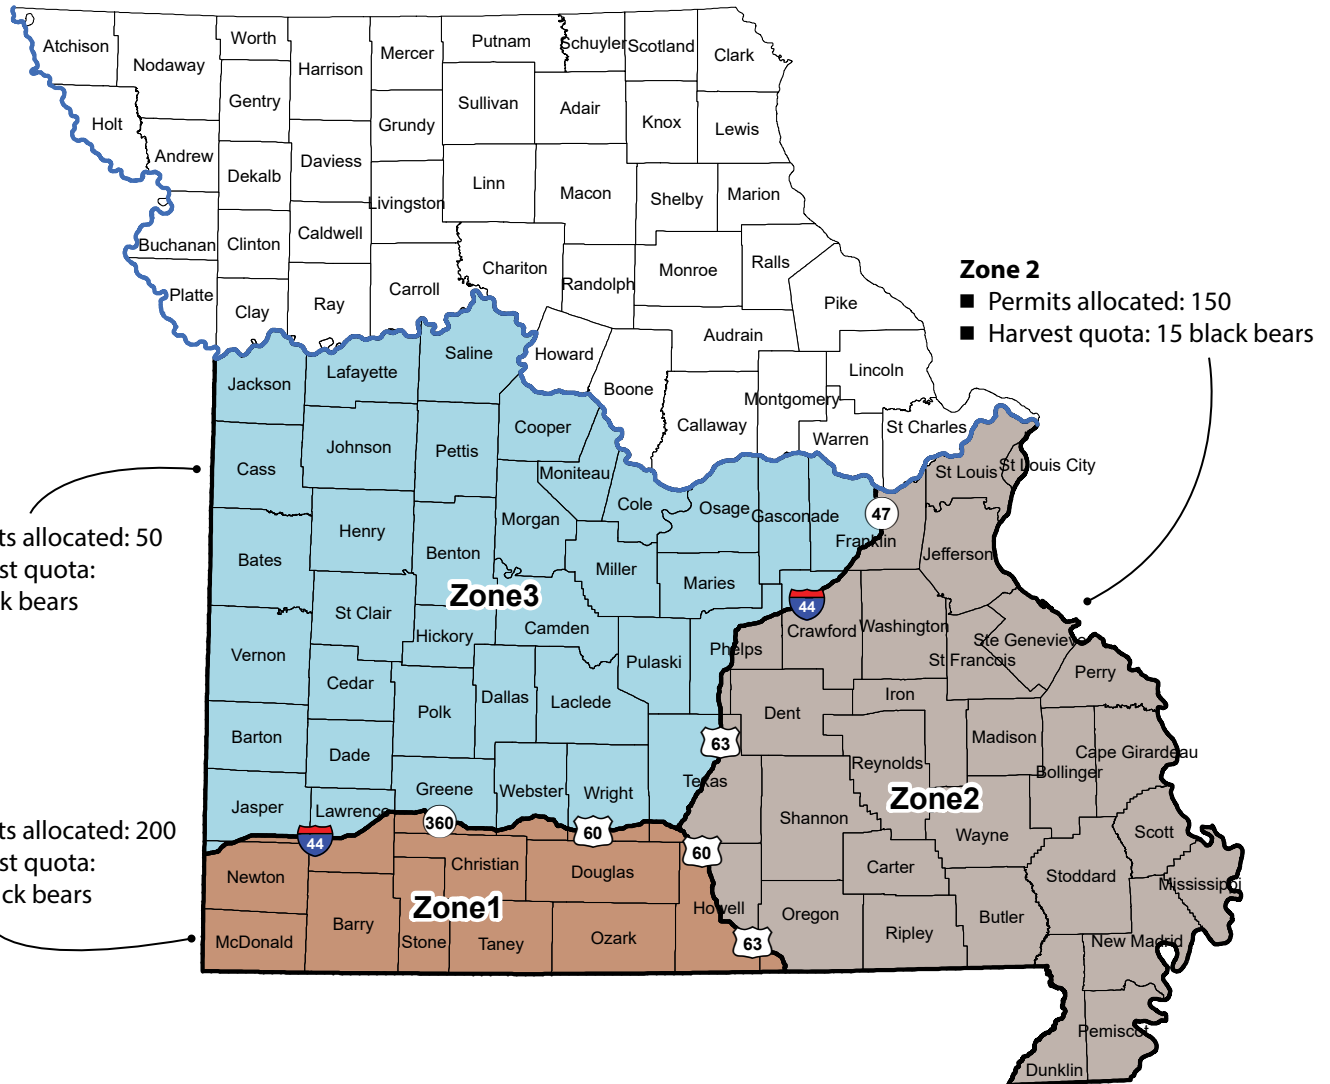 Atchison
Nodaway
Worth
Harrison
Mercer
Putnam
Schuyler
Scotland
Clark
Gentry
Sullivan
Adair
Knox
Lewis
Holt
Grundy
Andrew
Dekalb
Daviess
Livingston
Linn
Macon
Shelby
Marion
Buchanan
Clinton
Caldwell
Chariton
Randolph
Monroe
Ralls
Platte
Clay
Ray
Carroll
Pike
Audrain
Zone 2
■ Permits allocated: 150
■ Harvest quota: 15 black bears
Saline
Howard
Boone
Lincoln
Jackson
Lafayette
Montgomery
Callaway
Warren
St Charles
Cooper
Johnson
Pettis
Cass
Moniteau
St Louis
St Louis City
Cole
Osage
Gasconade
47
Morgan
Henry
Franklin
ts allocated: 50
st quota:
k bears
Bates
Benton
Jefferson
Miller
Maries
Zone3
44
St Clair
Hickory
Camden
Crawford
Washington
Ste Genevieve
Vernon
Pulaski
Phelps
St Francois
Perry
Cedar
Dallas
Laclede
Iron
Polk
Dent
Barton
Dade
63
Madison
Cape Girardeau
Bollinger
Reynolds
Texas
Jasper
Lawrence
Greene
Webster
Wright
Zone2
Shannon
360
60
60
44
Wayne
Scott
ts allocated: 200
st quota:
ck bears
Newton
Christian
Douglas
Carter
Stoddard
Mississippi
Zone1
Howell
Oregon
Butler
Barry
Ripley
McDonald
Stone
Taney
Ozark
63
New Madrid
Pemiscot
Dunklin